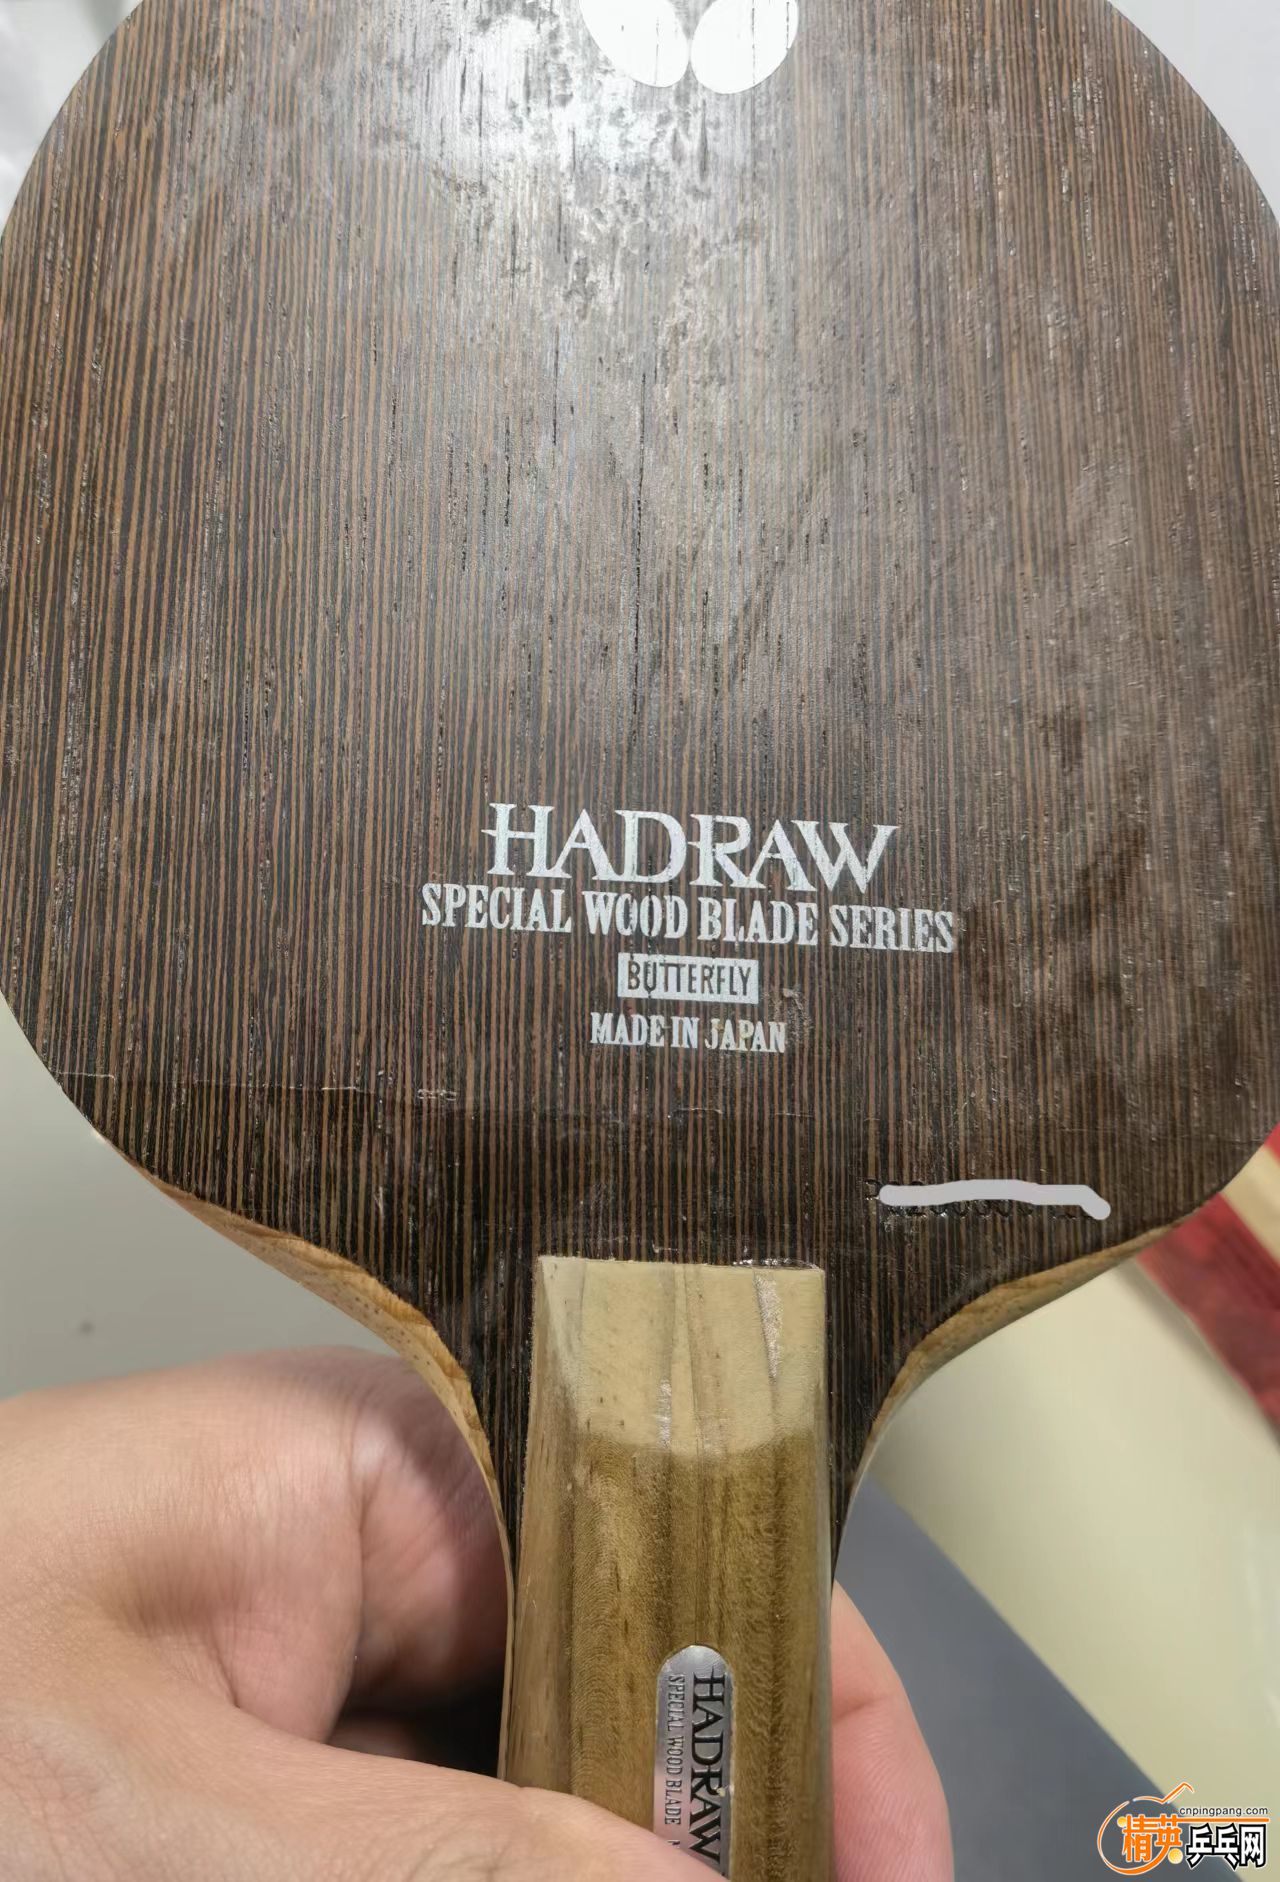 HADRAW
SPECIAL WOOD BLADE SERIES
BUTTERFLY
MADE IN JAPAN
HADRAW
SPECIAL WOOD BLADE
cnpingpang.com
精英乒乓网